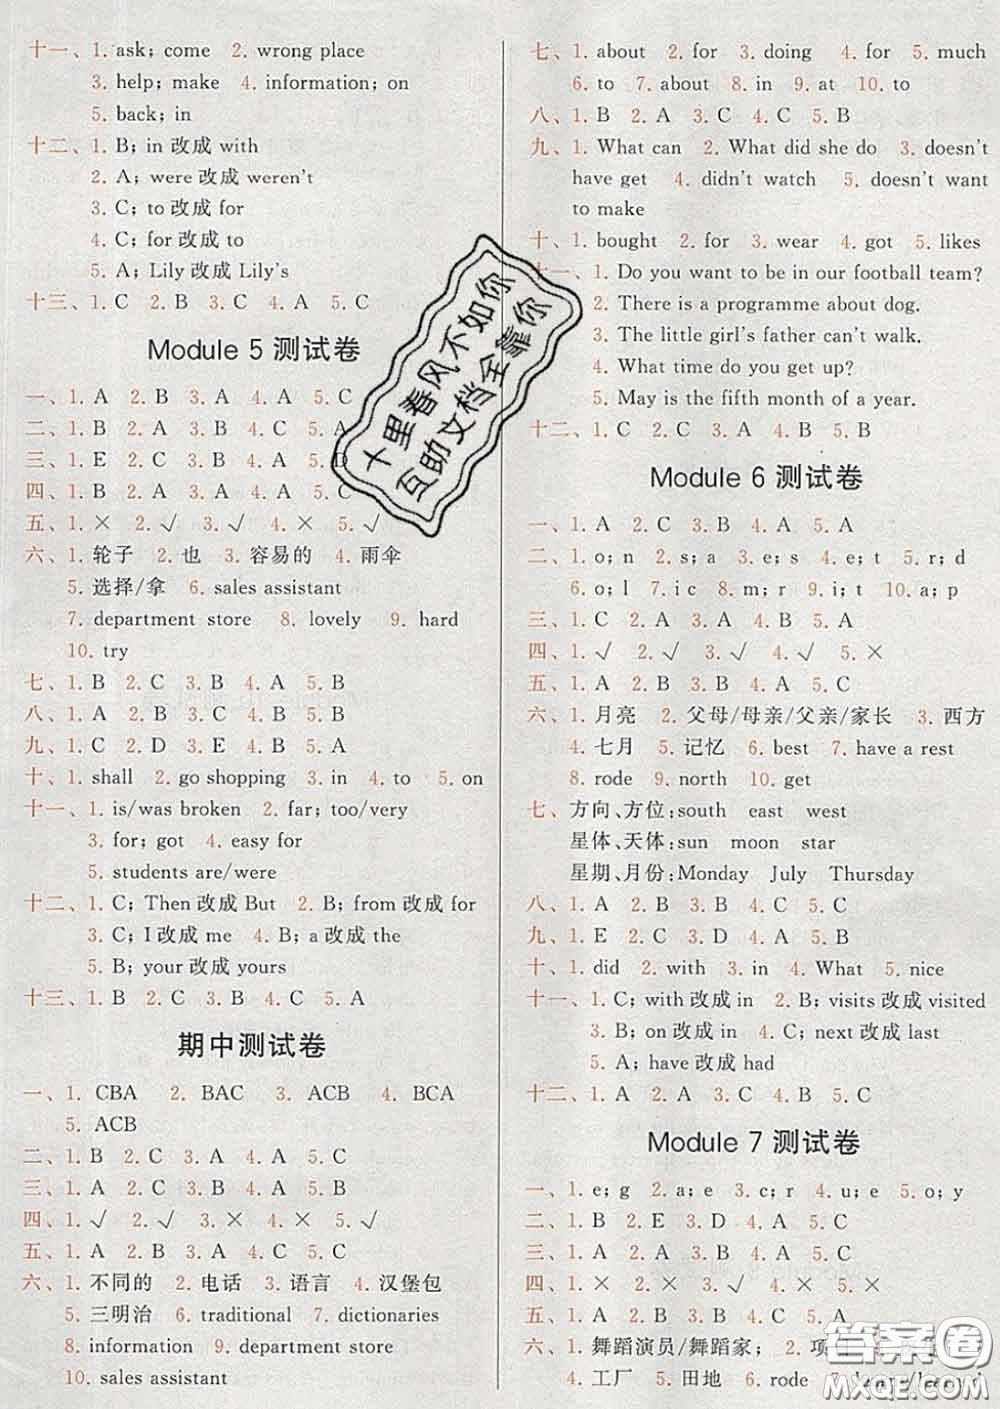 十一、1. ask; come 2. wrong place
3. help; make 4. information; on
5. back; in
十二、1. B; in 改成 with
2. A; were 改成 weren't
3. C; to 改成 for
4. C; for 改成 to
5. A; Lily 改成 Lily's
十三、1. C 2. B 3. C 4. A 5. C
Module 5 测试卷
一、1. A 2. B 3. A 4. A 5. C
二、1. B 2. A 3. C 4. C 5. A
三、1. E 2. C 3. B 4. A 5. D
四、1. B 2. A 3. A 4. B 5. A
五、1. × 2. √ 3. √ 4. × 5. √
六、1. 轮子 2. 也 3. 容易的 4. 雨伞
5. 选择/拿 6. sales assistant
7. department store 8. lovely 9. hard
10. try
七、1. B 2. C 3. B 4. A 5. B
八、1. A 2. B 3. C 4. B 5. B
九、1. C 2. D 3. E 4. B 5. A
十、1. shall 2. go shopping 3. in 4. to 5. on
十一、1. is/was broken 2. far; too/very
3. for; got 4. easy for
5. students are/were
十二、1. C; Then 改成 But 2. B; from 改成 for
3. C; I 改成 me 4. B; a 改成 the
5. B; your 改成 yours
十三、1. B 2. C 3. B 4. C 5. A
期中测试卷
一、1. CBA 2. BAC 3. ACB 4. BCA
5. ACB
二、1. B 2. C 3. A 4. B 5. C
三、1. A 2. B 3. C 4. A 5. B
四、1. √ 2. √ 3. × 4. × 5. √
五、1. A 2. B 3. A 4. C 5. C
六、1. 不同的 2. 电话 3. 语言 4. 汉堡包
5. 三明治 6. traditional 7. dictionaries
8. information 9. department store
10. sales assistant
七、1. about 2. for 3. doing 4. for 5. much
6. to 7. about 8. in 9. at 10. to
八、1. B 2. A 3. C 4. C 5. B
九、1. What can 2. What did she do 3. doesn't
have get 4. didn't watch 5. doesn't want
to make
十、1. bought 2. for 3. wear 4. got 5. likes
十一、1. Do you want to be in our football team?
2. There is a programme about dog.
3. The little girl's father can't walk.
4. What time do you get up?
5. May is the fifth month of a year.
十二、1. C 2. C 3. A 4. B 5. B
Module 6 测试卷
一、1. A 2. C 3. B 4. A 5. A
二、1. o; n 2. s; a 3. e; s 4. e; t 5. r; d
6. o; l 7. i; c 8. m; r 9. i; t 10. a; p
三、1. C 2. A 3. B 4. C 5. A
四、1. √ 2. √ 3. √ 4. √ 5. ×
五、1. A 2. B 3. B 4. C 5. A
六、1. 月亮 2. 父母/母亲/父亲/家长 3. 西方
4. 七月 5. 记忆 6. best 7. have a rest
8. rode 9. north 10. get
七、方向、方位: south east west
星体、天体: sun moon star
星期、月份: Monday July Thursday
八、1. A 2. B 3. C 4. C 5. C
九、1. E 2. C 3. D 4. A 5. B
十、1. did 2. with 3. in 4. What 5. nice
十一、1. C; with 改成 in 2. B; visits 改成 visited
3. B; on 改成 in 4. C; next 改成 last
5. A; have 改成 had
十二、1. A 2. A 3. A 4. B 5. C
Module 7 测试卷
一、1. e; g 2. a; e 3. c; r 4. u; e 5. o; y
二、1. B 2. E 3. D 4. A 5. C
三、1. A 2. A 3. B 4. C 5. C
四、1. × 2. × 3. √ 4. × 5. √
五、1. A 2. B 3. B 4. C 5. A
六、1. 舞蹈演员/舞蹈家; 2. 项
4. 工厂 5. 田地 6. rode 7.
十里春风不如你
互助文档全靠你
答案圈
MXQE.COM